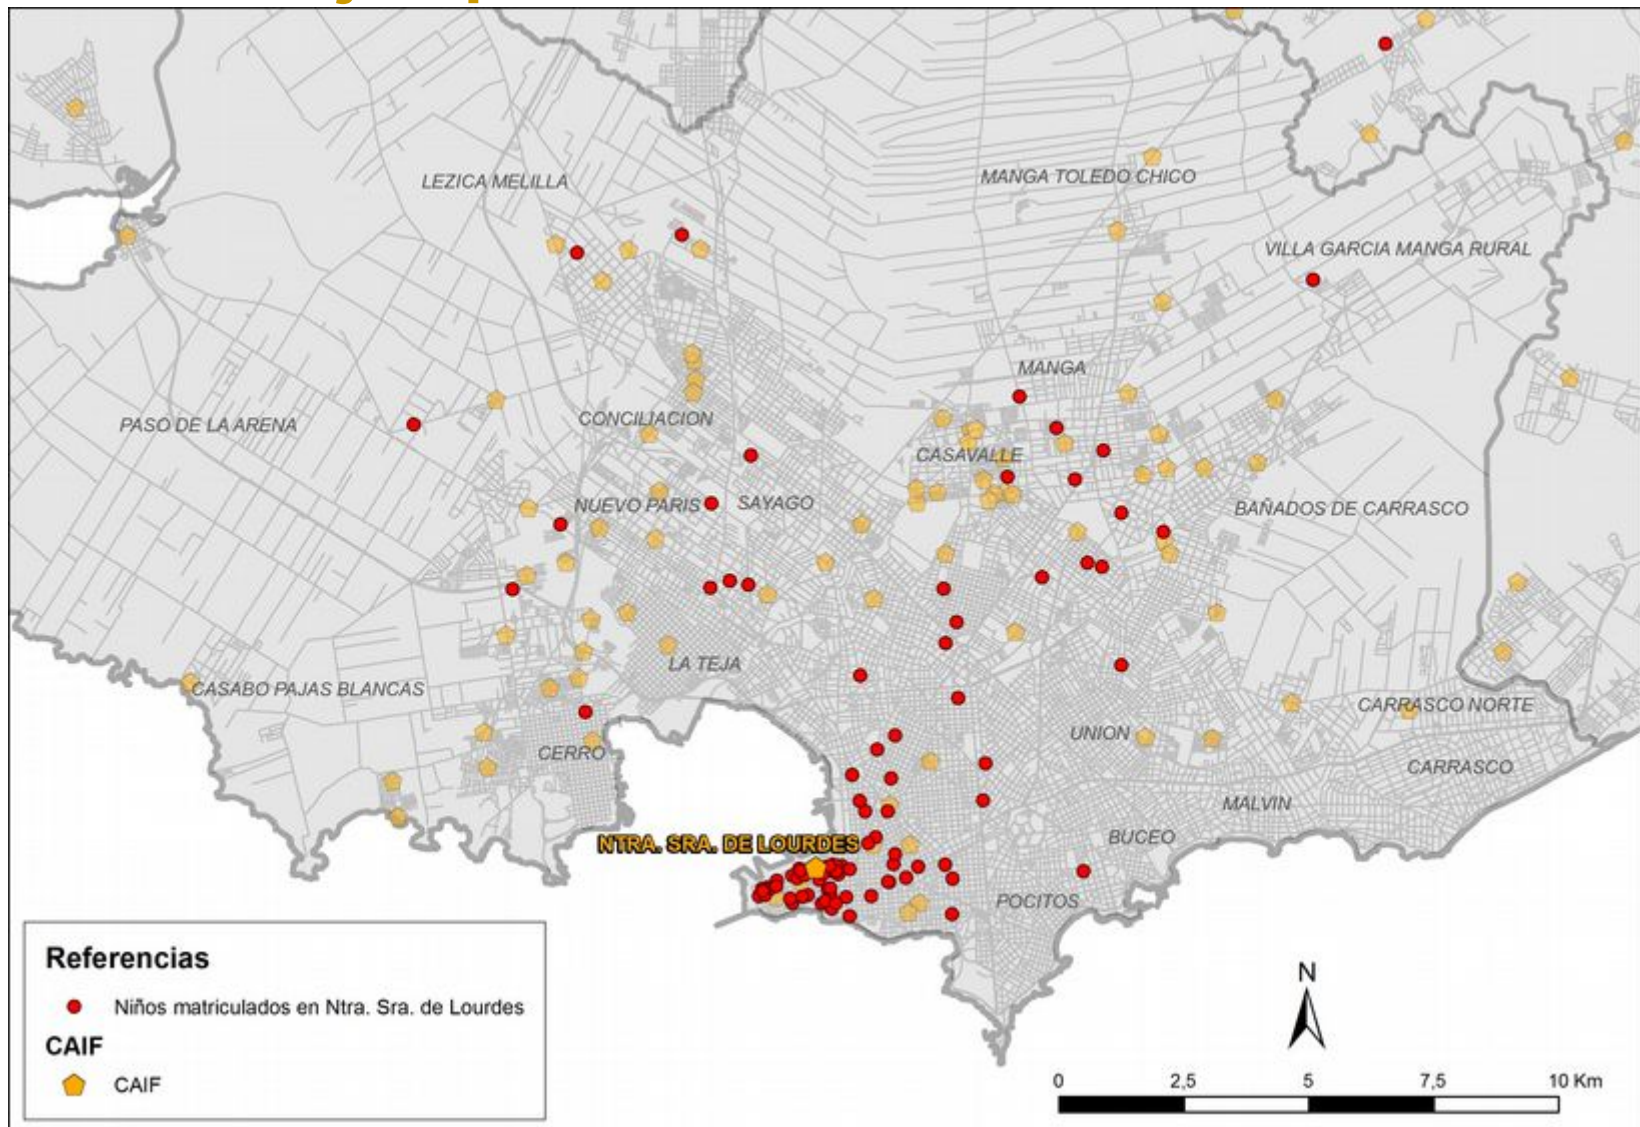 LEZICA MELILLA
MANGA TOLEDO CHICO
VILLA GARCIA MANGA RURAL
MANGA
PASO DE LA ARENA
CONCILIACION
CASAVALLE
NUEVO PARIS
SAYAGO
BAÑADOS DE CARRASCO
LA TEJA
CASABO PAJAS BLANCAS
CARRASCO NORTE
UNION
CERRO
CARRASCO
MALVIN
BUCEO
NTRA. SRA. DE LOURDES
POCITOS
Referencias
Niños matriculados en Ntra. Sra. de Lourdes
CAIF
CAIF
N
0 2,5 5 7,5 10 Km